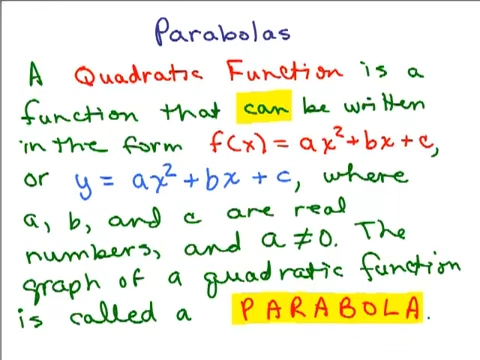 Parabolas
A Quadratic Function is a
function that can be written
in the form f(x) = ax² + bx + c,
or y = ax² + bx + c, where
a, b, and c are real
numbers, and a ≠ 0. The
graph of a quadratic function
is called a PARABOLA.